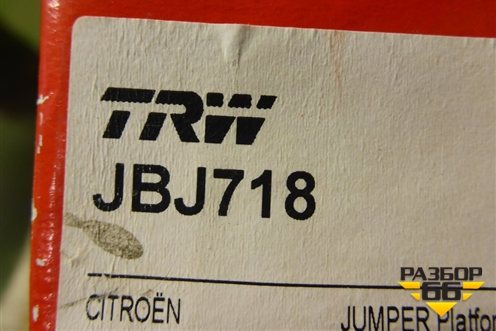 TRW
JBJ718
CITROËN JUMPER Platfo
РАЗБОР
66